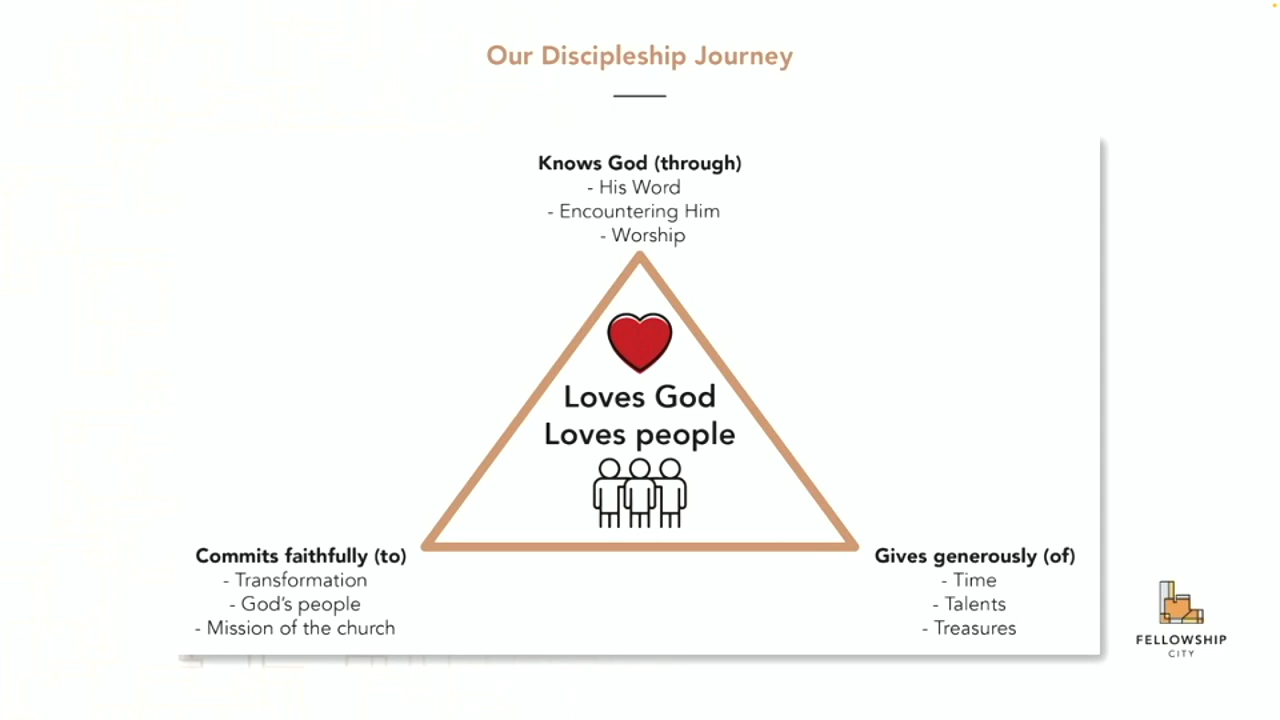 Our Discipleship Journey
Knows God (through)
- His Word
- Encountering Him
- Worship
Loves God
Loves people
Commits faithfully (to)
- Transformation
- God's people
- Mission of the church
Gives generously (of)
- Time
- Talents
- Treasures
FELLOWSHIP
CITY